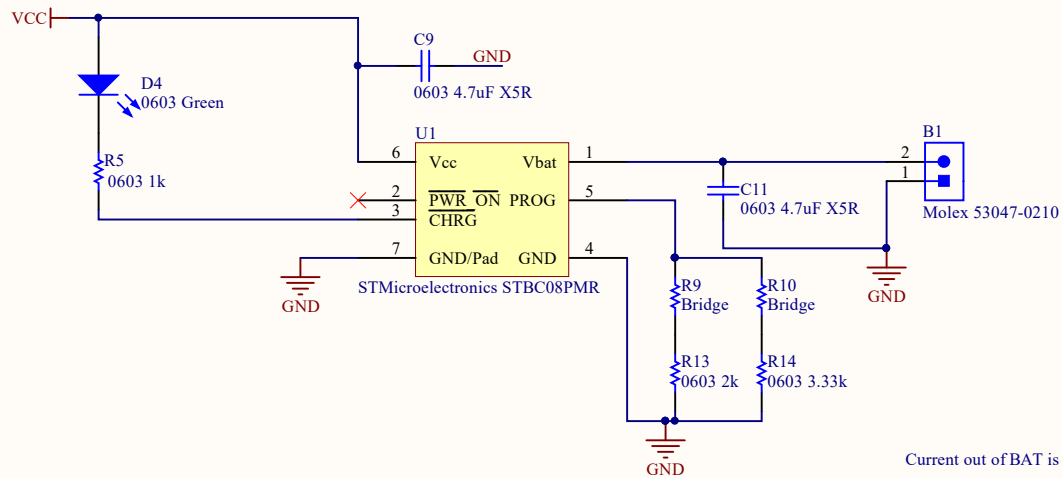 VCC
C9
GND
0603 4.7uF X5R
D4
0603 Green
R5
0603 1k
U1
6 Vcc Vbat 1
2 PWR ON PROG 5
3 CHRG
7 GND/Pad GND 4
STMicroelectronics STBC08PMR
GND
C11
0603 4.7uF X5R
B1
2
1
Molex 53047-0210
GND
R9
Bridge
R10
Bridge
R13
0603 2k
R14
0603 3.33k
GND
Current out of BAT is